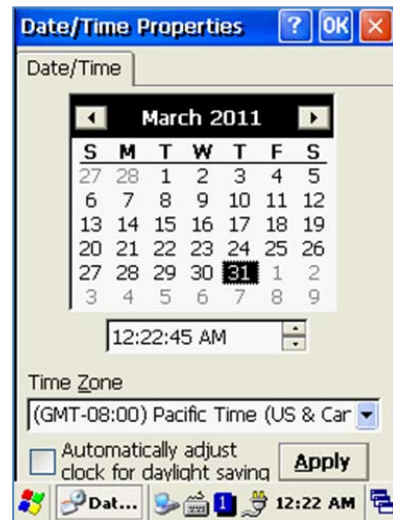 Date/Time Properties ? OK
Date/Time
March 2011
S M T W T F S
27 28 1 2 3 4 5
6 7 8 9 10 11 12
13 14 15 16 17 18 19
20 21 22 23 24 25 26
27 28 29 30 31 1 2
3 4 5 6 7 8 9
12:22:45 AM
Time Zone
(GMT-08:00) Pacific Time (US & Car
Automatically adjust
clock for daylight saving
Apply
Dat... 1 12:22 AM